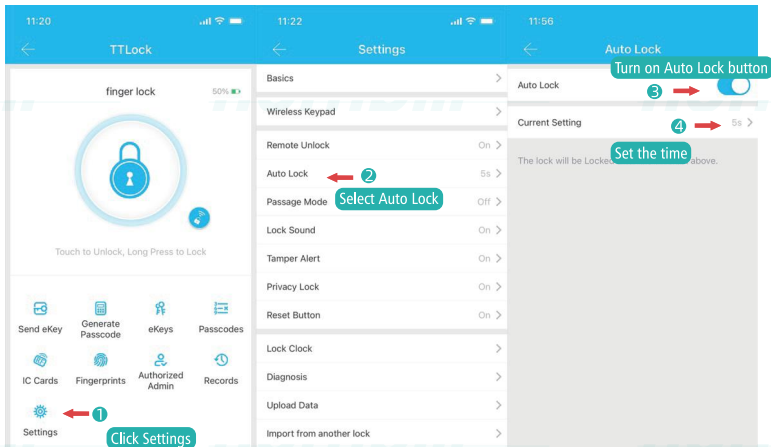 11:20
TTLock
finger lock
50%
Touch to Unlock, Long Press to Lock
Send eKey
Generate
Passcode
eKeys
Passcodes
IC Cards
Fingerprints
Authorized
Admin
Records
Settings
1
Click Settings
11:22
Settings
Basics
Wireless Keypad
Remote Unlock On
Auto Lock 5s
2
Select Auto Lock
Passage Mode Off
Lock Sound On
Tamper Alert On
Privacy Lock On
Reset Button On
Lock Clock
Diagnosis
Upload Data
Import from another lock
11:56
Auto Lock
Turn on Auto Lock button
Auto Lock
3
Current Setting 5s
4
Set the time
The lock will be Locked above.